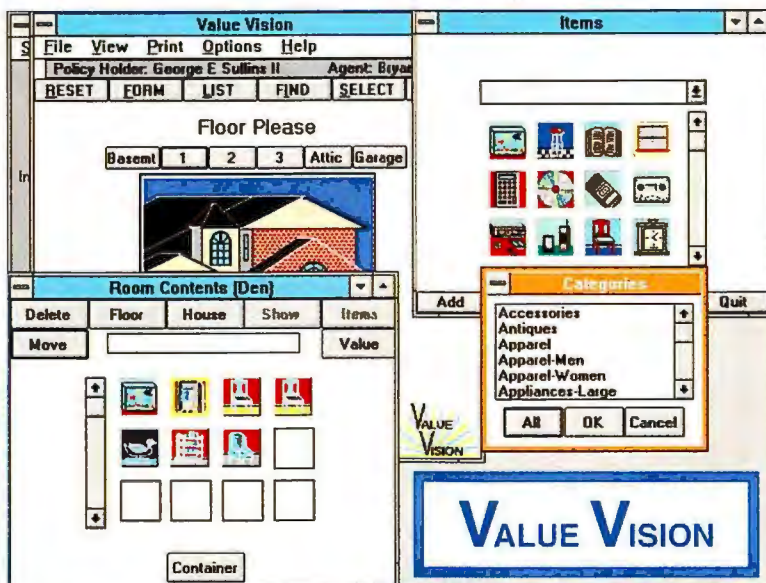 Value Vision
File View Print Options Help
Policy Holder: George E Sullins II Agent: Bryan
RESET FORM LIST FIND SELECT
Floor Please
Basemt 1 2 3 Attic Garage
S
In
Items
Add Quit
Categories
Accessories
Antiques
Apparel
Apparel-Men
Apparel-Women
Appliances-Large
All OK Cancel
Room Contents (Den)
Delete Floor House Show Items
Move Value
Container
VALUE
VISION
VALUE VISION